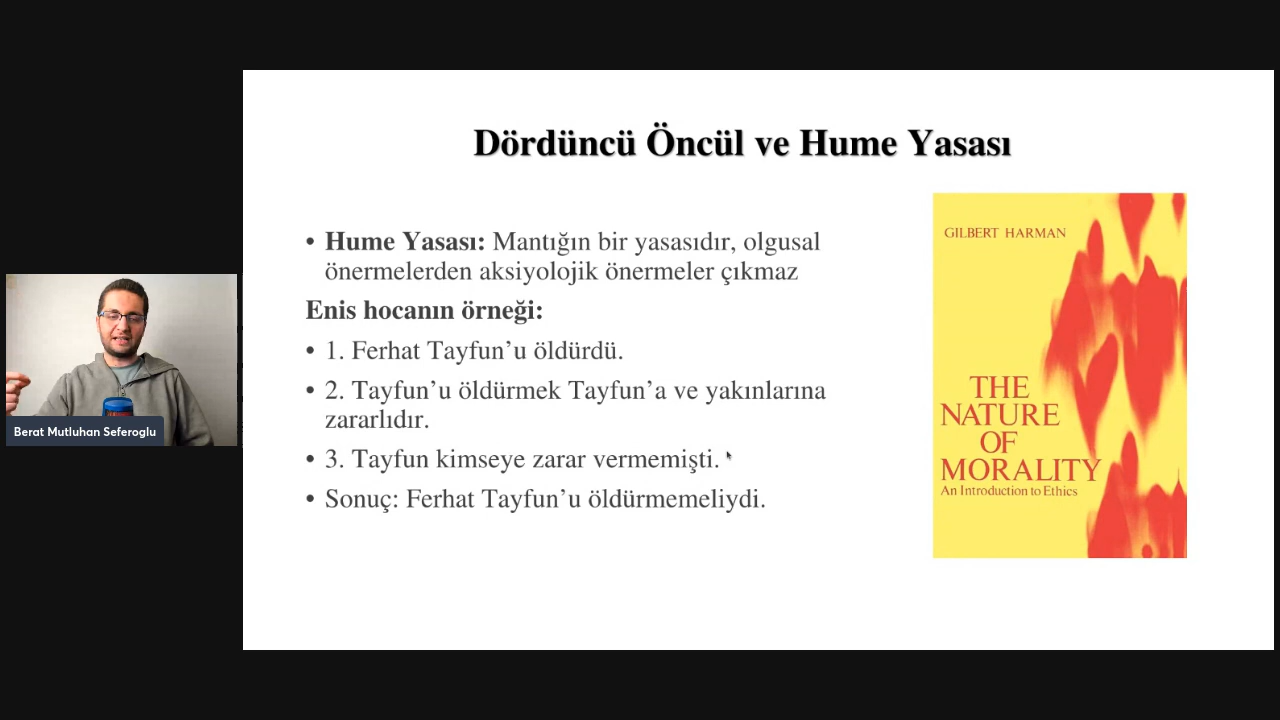 Dördüncü Öncül ve Hume Yasası
• Hume Yasası: Mantığın bir yasasıdır, olgusal
önermelerden aksiyolojik önermeler çıkmaz
Enis hocanın örneği:
• 1. Ferhat Tayfun’u öldürdü.
• 2. Tayfun’u öldürmek Tayfun’a ve yakınlarına
zararlıdır.
• 3. Tayfun kimseye zarar vermemişti.
• Sonuç: Ferhat Tayfun’u öldürmemeliydi.
GILBERT HARMAN
THE
NATURE
OF
MORALITY
An Introduction to Ethics
Berat Mutluhan Seferoglu